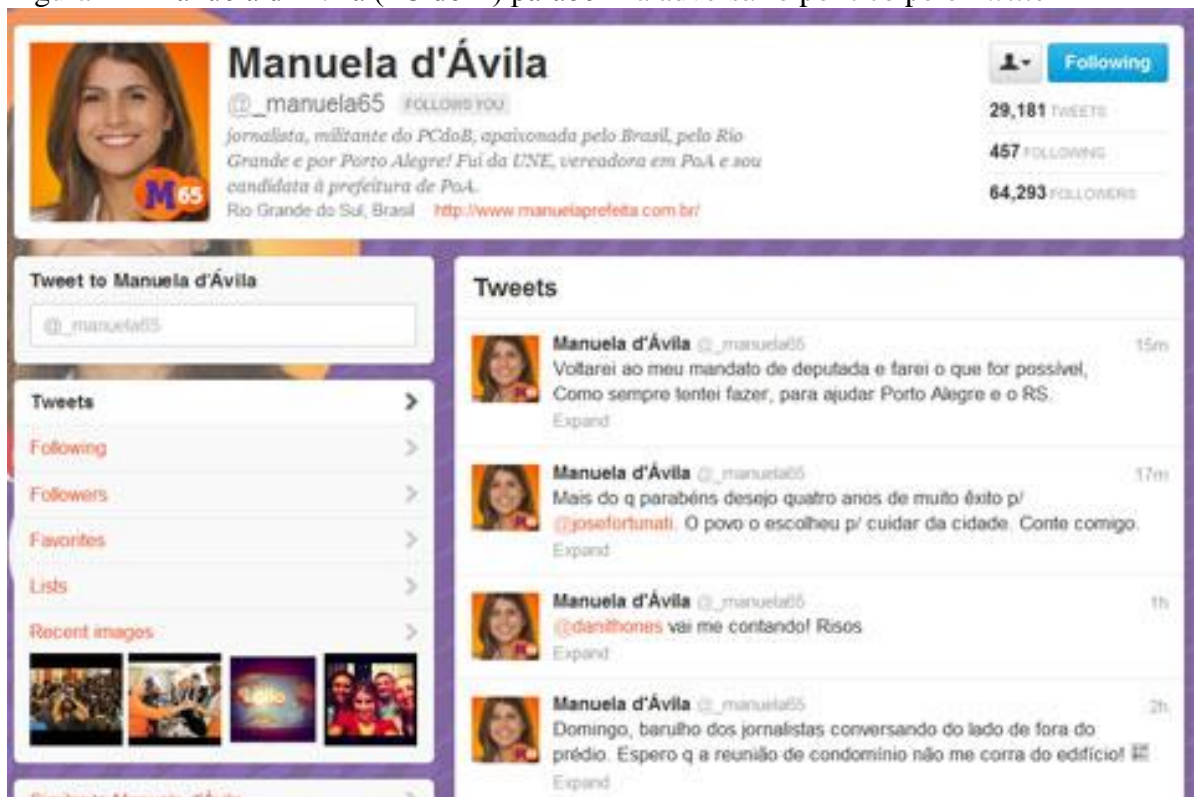 Manuela d'Ávila
@_manuela65 FOLLOWS YOU
jornalista, militante do PCdoB, apaixonada pelo Brasil, pelo Rio
Grande e por Porto Alegre! Fui da UNE, vereadora em PoA e sou
candidata à prefeitura de PoA.
Rio Grande do Sul, Brasil http://www.manuelaprefeita.com.br/
Following
29,181 TWEETS
457 FOLLOWING
64,293 FOLLOWERS
M 65
Tweet to Manuela d'Ávila
@_manuela65
Tweets
Following
Followers
Favorites
Lists
Recent images
Tweets
Manuela d'Ávila @_manuela65 15m
Voltarei ao meu mandato de deputada e farei o que for possível,
Como sempre tentei fazer, para ajudar Porto Alegre e o RS.
Expand
Manuela d'Ávila @_manuela65 17m
Mais do q parabéns desejo quatro anos de muito êxito p/
@josefortunati. O povo o escolheu p/ cuidar da cidade. Conte comigo.
Expand
Manuela d'Ávila @_manuela65 1h
@danithones vai me contando! Risos
Expand
Manuela d'Ávila @_manuela65 2h
Domingo, barulho dos jornalistas conversando do lado de fora do
prédio. Espero q a reunião de condomínio não me corra do edifício!
Expand